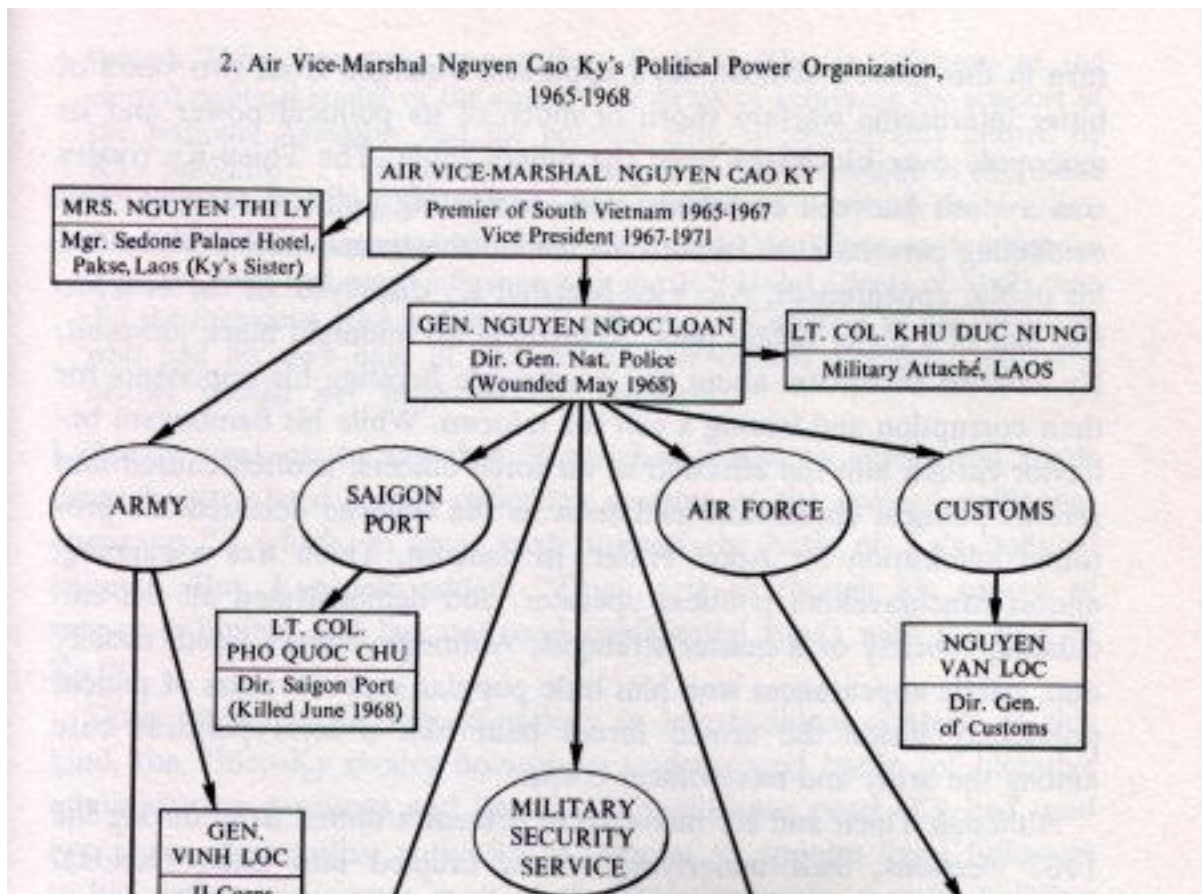 2. Air Vice-Marshal Nguyen Cao Ky's Political Power Organization,
1965-1968
AIR VICE-MARSHAL NGUYEN CAO KY
Premier of South Vietnam 1965-1967
Vice President 1967-1971
MRS. NGUYEN THI LY
Mgr. Sedone Palace Hotel,
Pakse, Laos (Ky's Sister)
GEN. NGUYEN NGOC LOAN
Dir. Gen. Nat. Police
(Wounded May 1968)
LT. COL. KHU DUC NUNG
Military Attaché, LAOS
ARMY
SAIGON
PORT
AIR FORCE
CUSTOMS
LT. COL.
PHO QUOC CHU
Dir. Saigon Port
(Killed June 1968)
NGUYEN
VAN LOC
Dir. Gen.
of Customs
GEN.
VINH LOC
II Corps
MILITARY
SECURITY
SERVICE